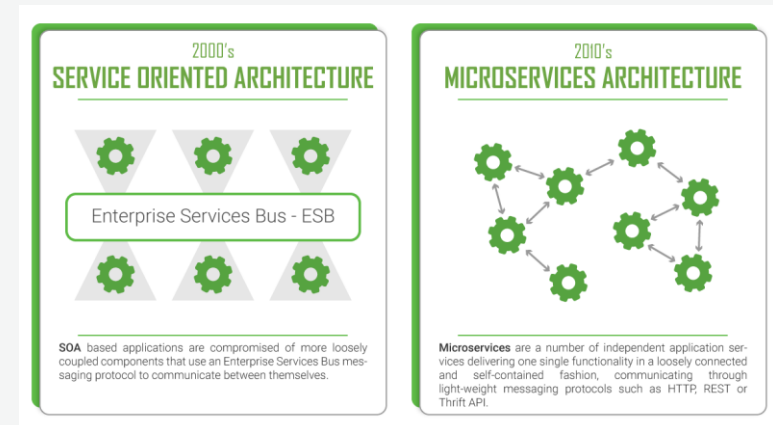 2000's
SERVICE ORIENTED ARCHITECTURE
Enterprise Services Bus - ESB
SOA based applications are compromised of more loosely
coupled components that use an Enterprise Services Bus mes-
saging protocol to communicate between themselves.
2010's
MICROSERVICES ARCHITECTURE
Microservices are a number of independent application ser-
vices delivering one single functionality in a loosely connected
and self-contained fashion, communicating through
light-weight messaging protocols such as HTTP, REST or
Thrift API.